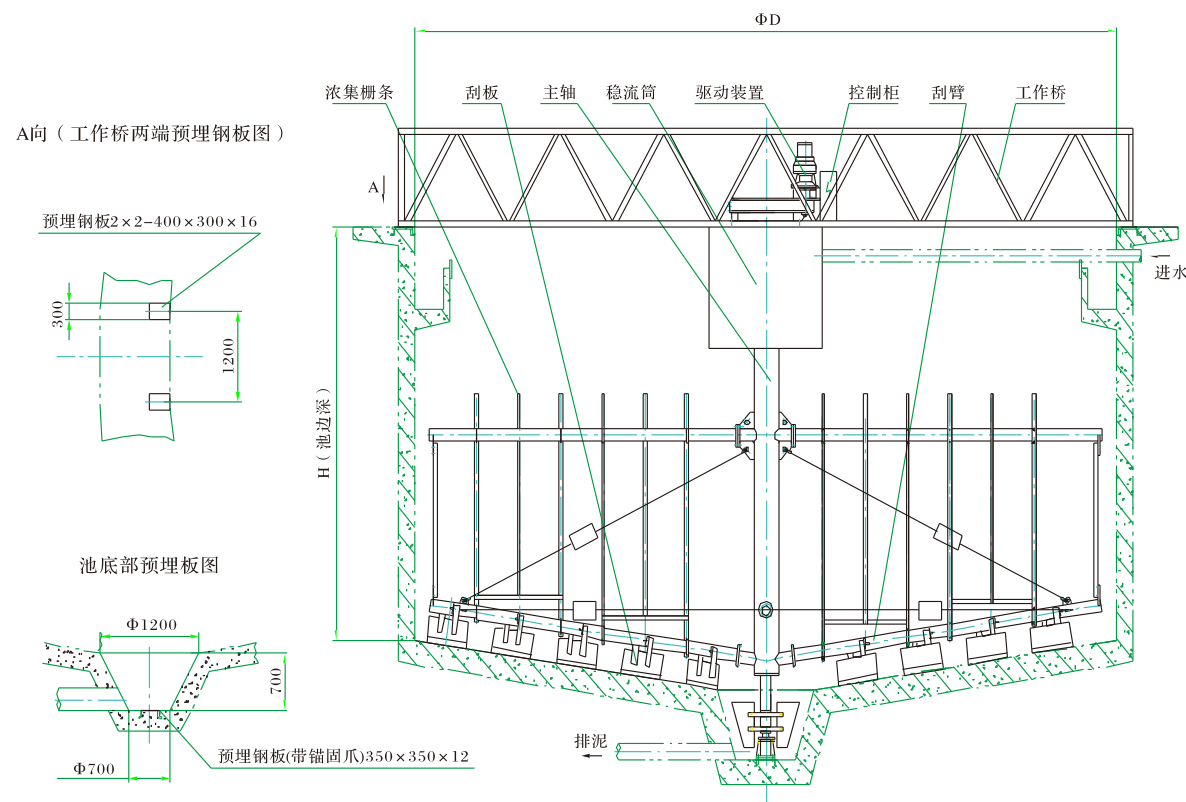 ΦD
浓集栅条
刮板
主轴
稳流筒
驱动装置
控制柜
刮臂
工作桥
A向（工作桥两端预埋钢板图）
A
预埋钢板2×2-400×300×16
进水
300
1200
H（池边深）
池底部预埋板图
Φ1200
700
排泥
预埋钢板(带锚固爪)350×350×12
Φ700